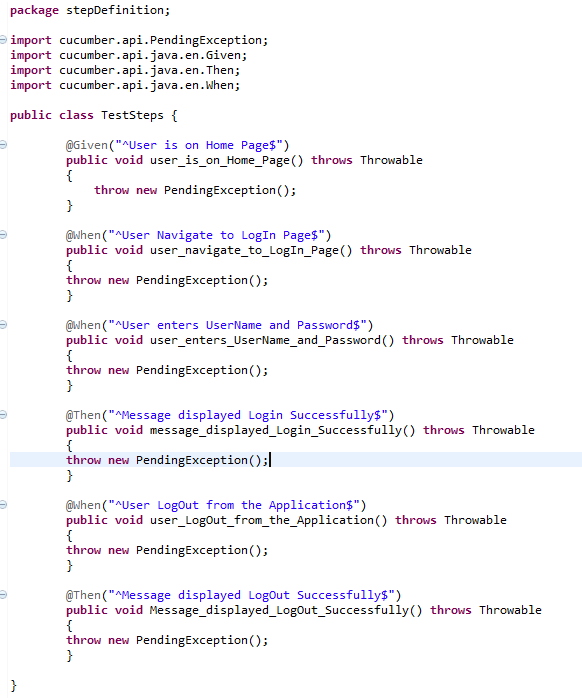 package stepDefinition;
import cucumber.api.PendingException;
import cucumber.api.java.en.Given;
import cucumber.api.java.en.Then;
import cucumber.api.java.en.When;
public class TestSteps {
@Given("^User is on Home Page$")
public void user_is_on_Home_Page() throws Throwable
{
throw new PendingException();
}
@When("^User Navigate to LogIn Page$")
public void user_navigate_to_LogIn_Page() throws Throwable
{
throw new PendingException();
}
@When("^User enters UserName and Password$")
public void user_enters_UserName_and_Password() throws Throwable
{
throw new PendingException();
}
@Then("^Message displayed Login Successfully$")
public void message_displayed_Login_Successfully() throws Throwable
{
throw new PendingException();
}
@When("^User LogOut from the Application$")
public void user_LogOut_from_the_Application() throws Throwable
{
throw new PendingException();
}
@Then("^Message displayed LogOut Successfully$")
public void Message_displayed_LogOut_Successfully() throws Throwable
{
throw new PendingException();
}
}